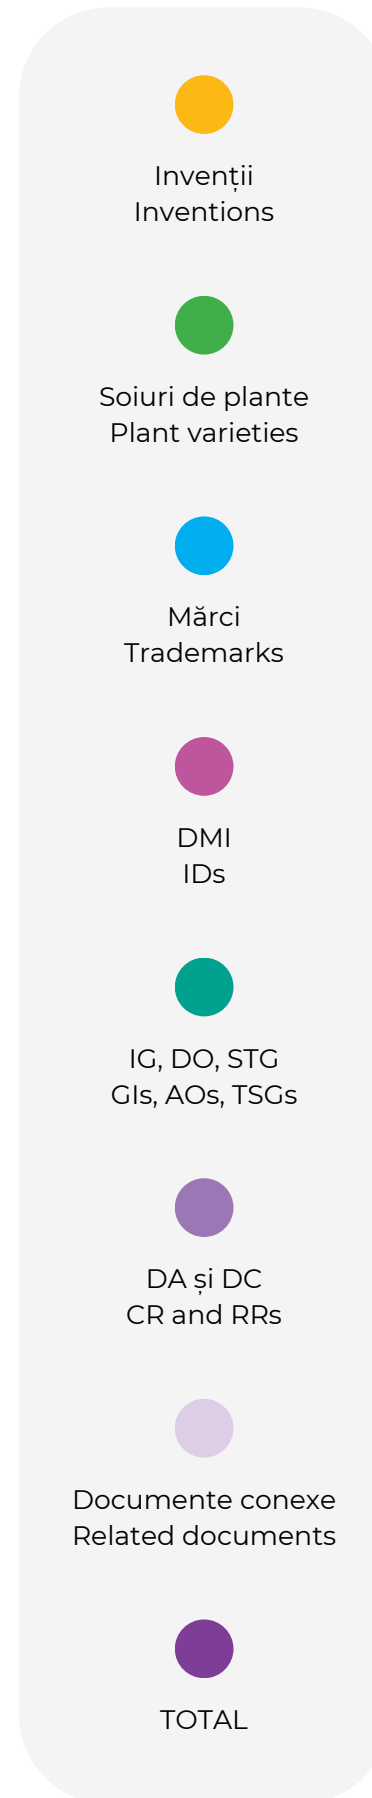 Invenții
Inventions
Soiuri de plante
Plant varieties
Mărci
Trademarks
DMI
IDs
IG, DO, STG
GIs, AOs, TSGs
DA și DC
CR and RRs
Documente conexe
Related documents
TOTAL